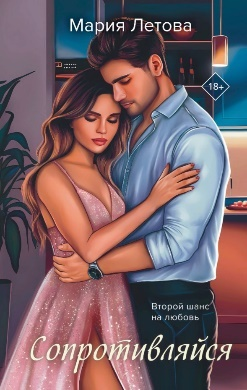 Мария Летова
18+
Второй шанс
на любовь
Сопротивляйся